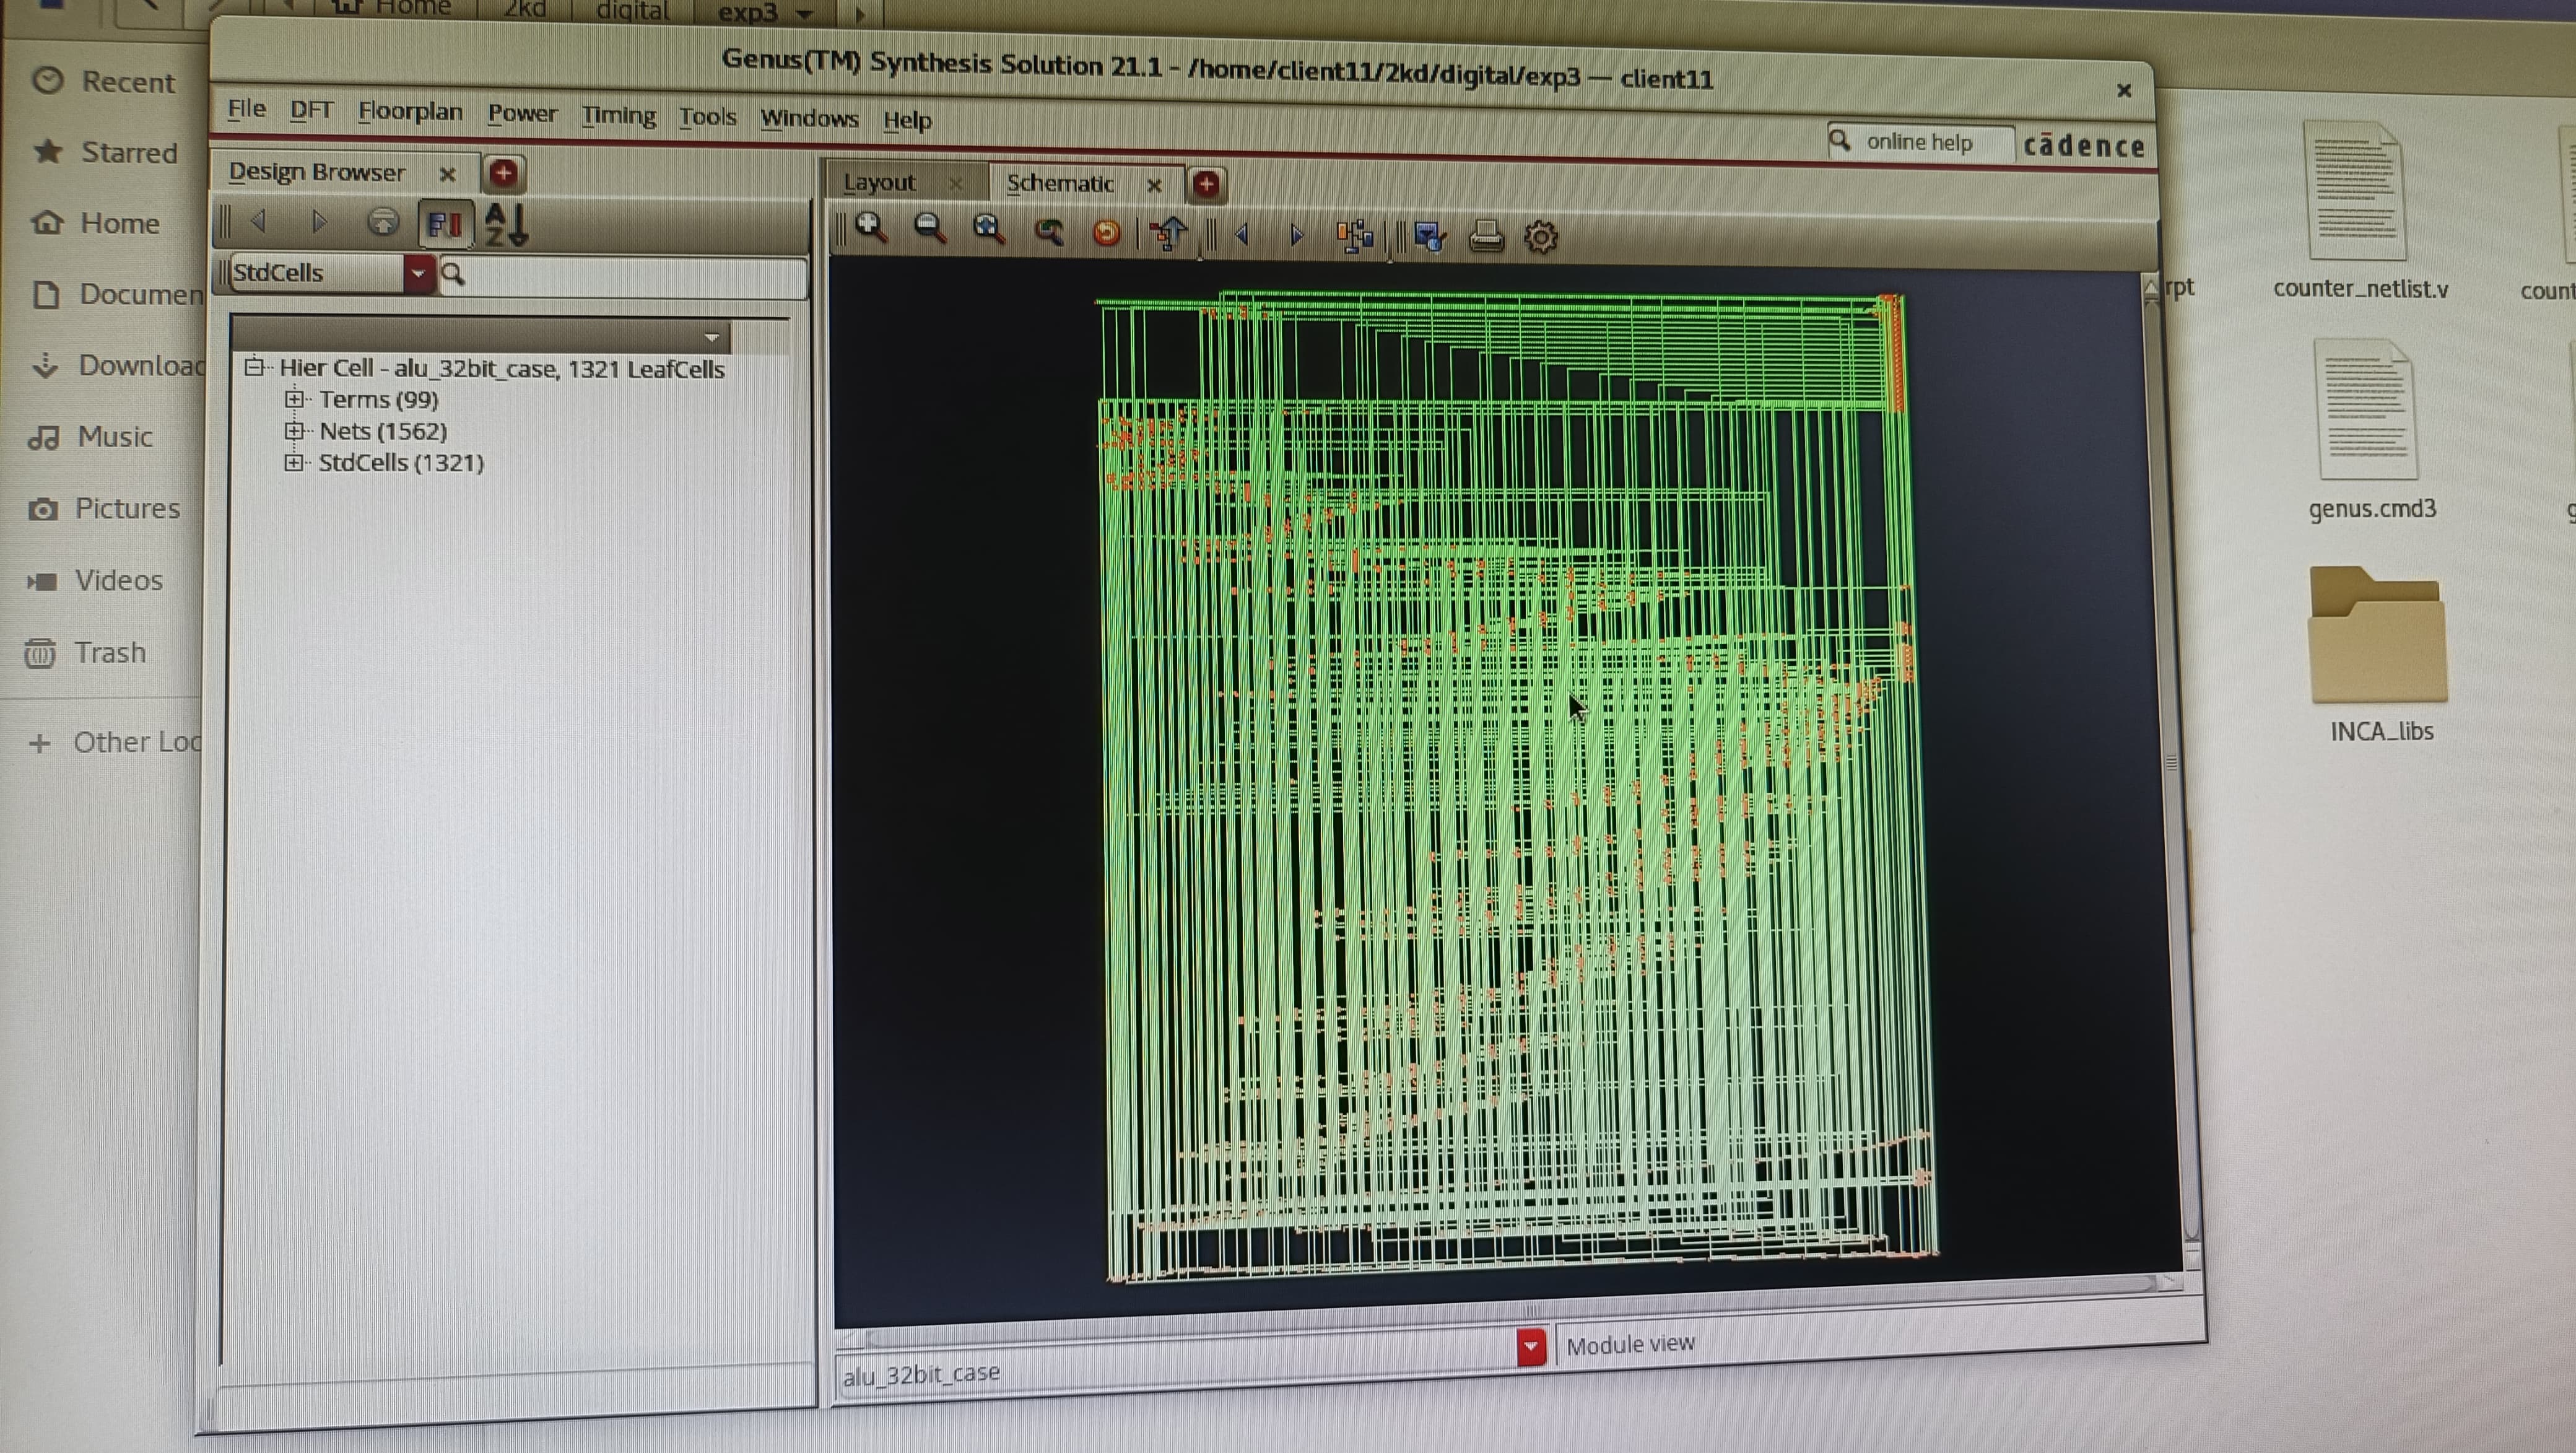 Home 2kd digital exp3
Genus(TM) Synthesis Solution 21.1 - /home/client11/2kd/digital/exp3 — client11
File DFT Floorplan Power Timing Tools Windows Help
online help
cādence
Recent
Starred
Home
Documen
Downloac
Music
Pictures
Videos
Trash
+ Other Loc
Design Browser
Layout
Schematic
StdCells
Hier Cell - alu_32bit_case, 1321 LeafCells
Terms (99)
Nets (1562)
StdCells (1321)
alu_32bit_case
Module view
rpt
counter_netlist.v
count
genus.cmd3
g
INCA_libs